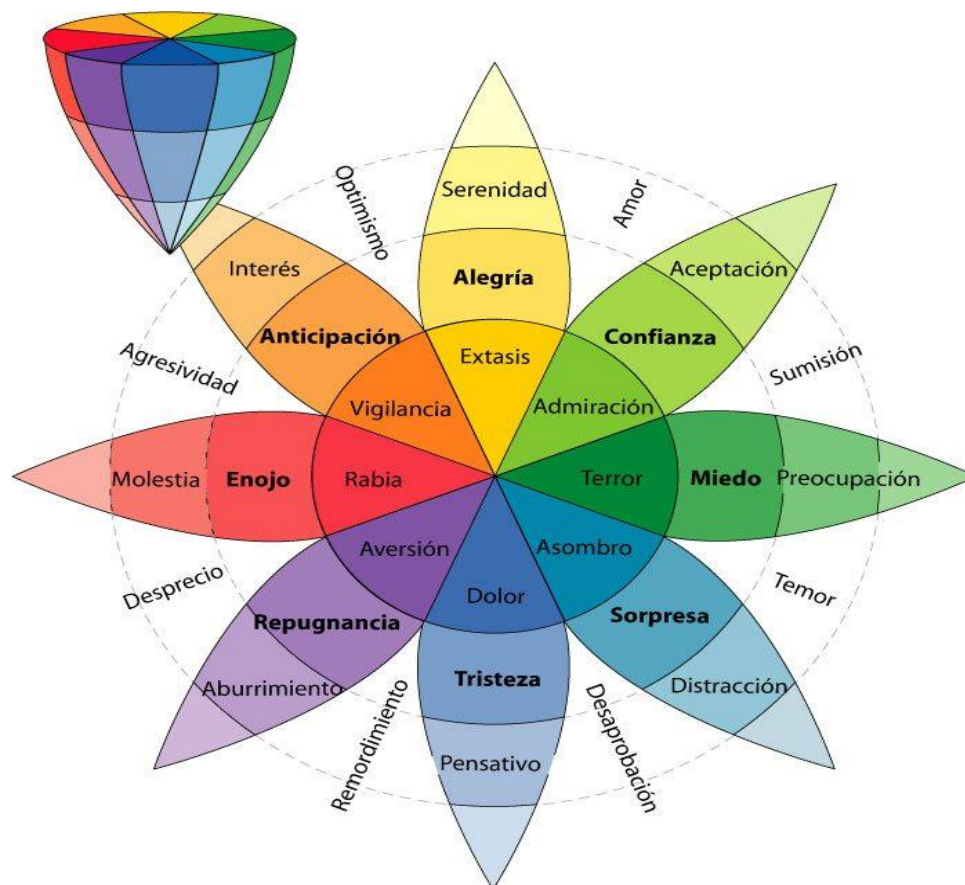 Optimismo
Serenidad
Amor
Interés
Alegría
Aceptación
Anticipación
Confianza
Agresividad
Extasis
Sumisión
Vigilancia
Admiración
Molestia
Enojo
Rabia
Terror
Miedo
Preocupación
Aversión
Asombro
Desprecio
Dolor
Temor
Repugnancia
Sorpresa
Aburrimiento
Tristeza
Distracción
Remordimiento
Pensativo
Desaprobación